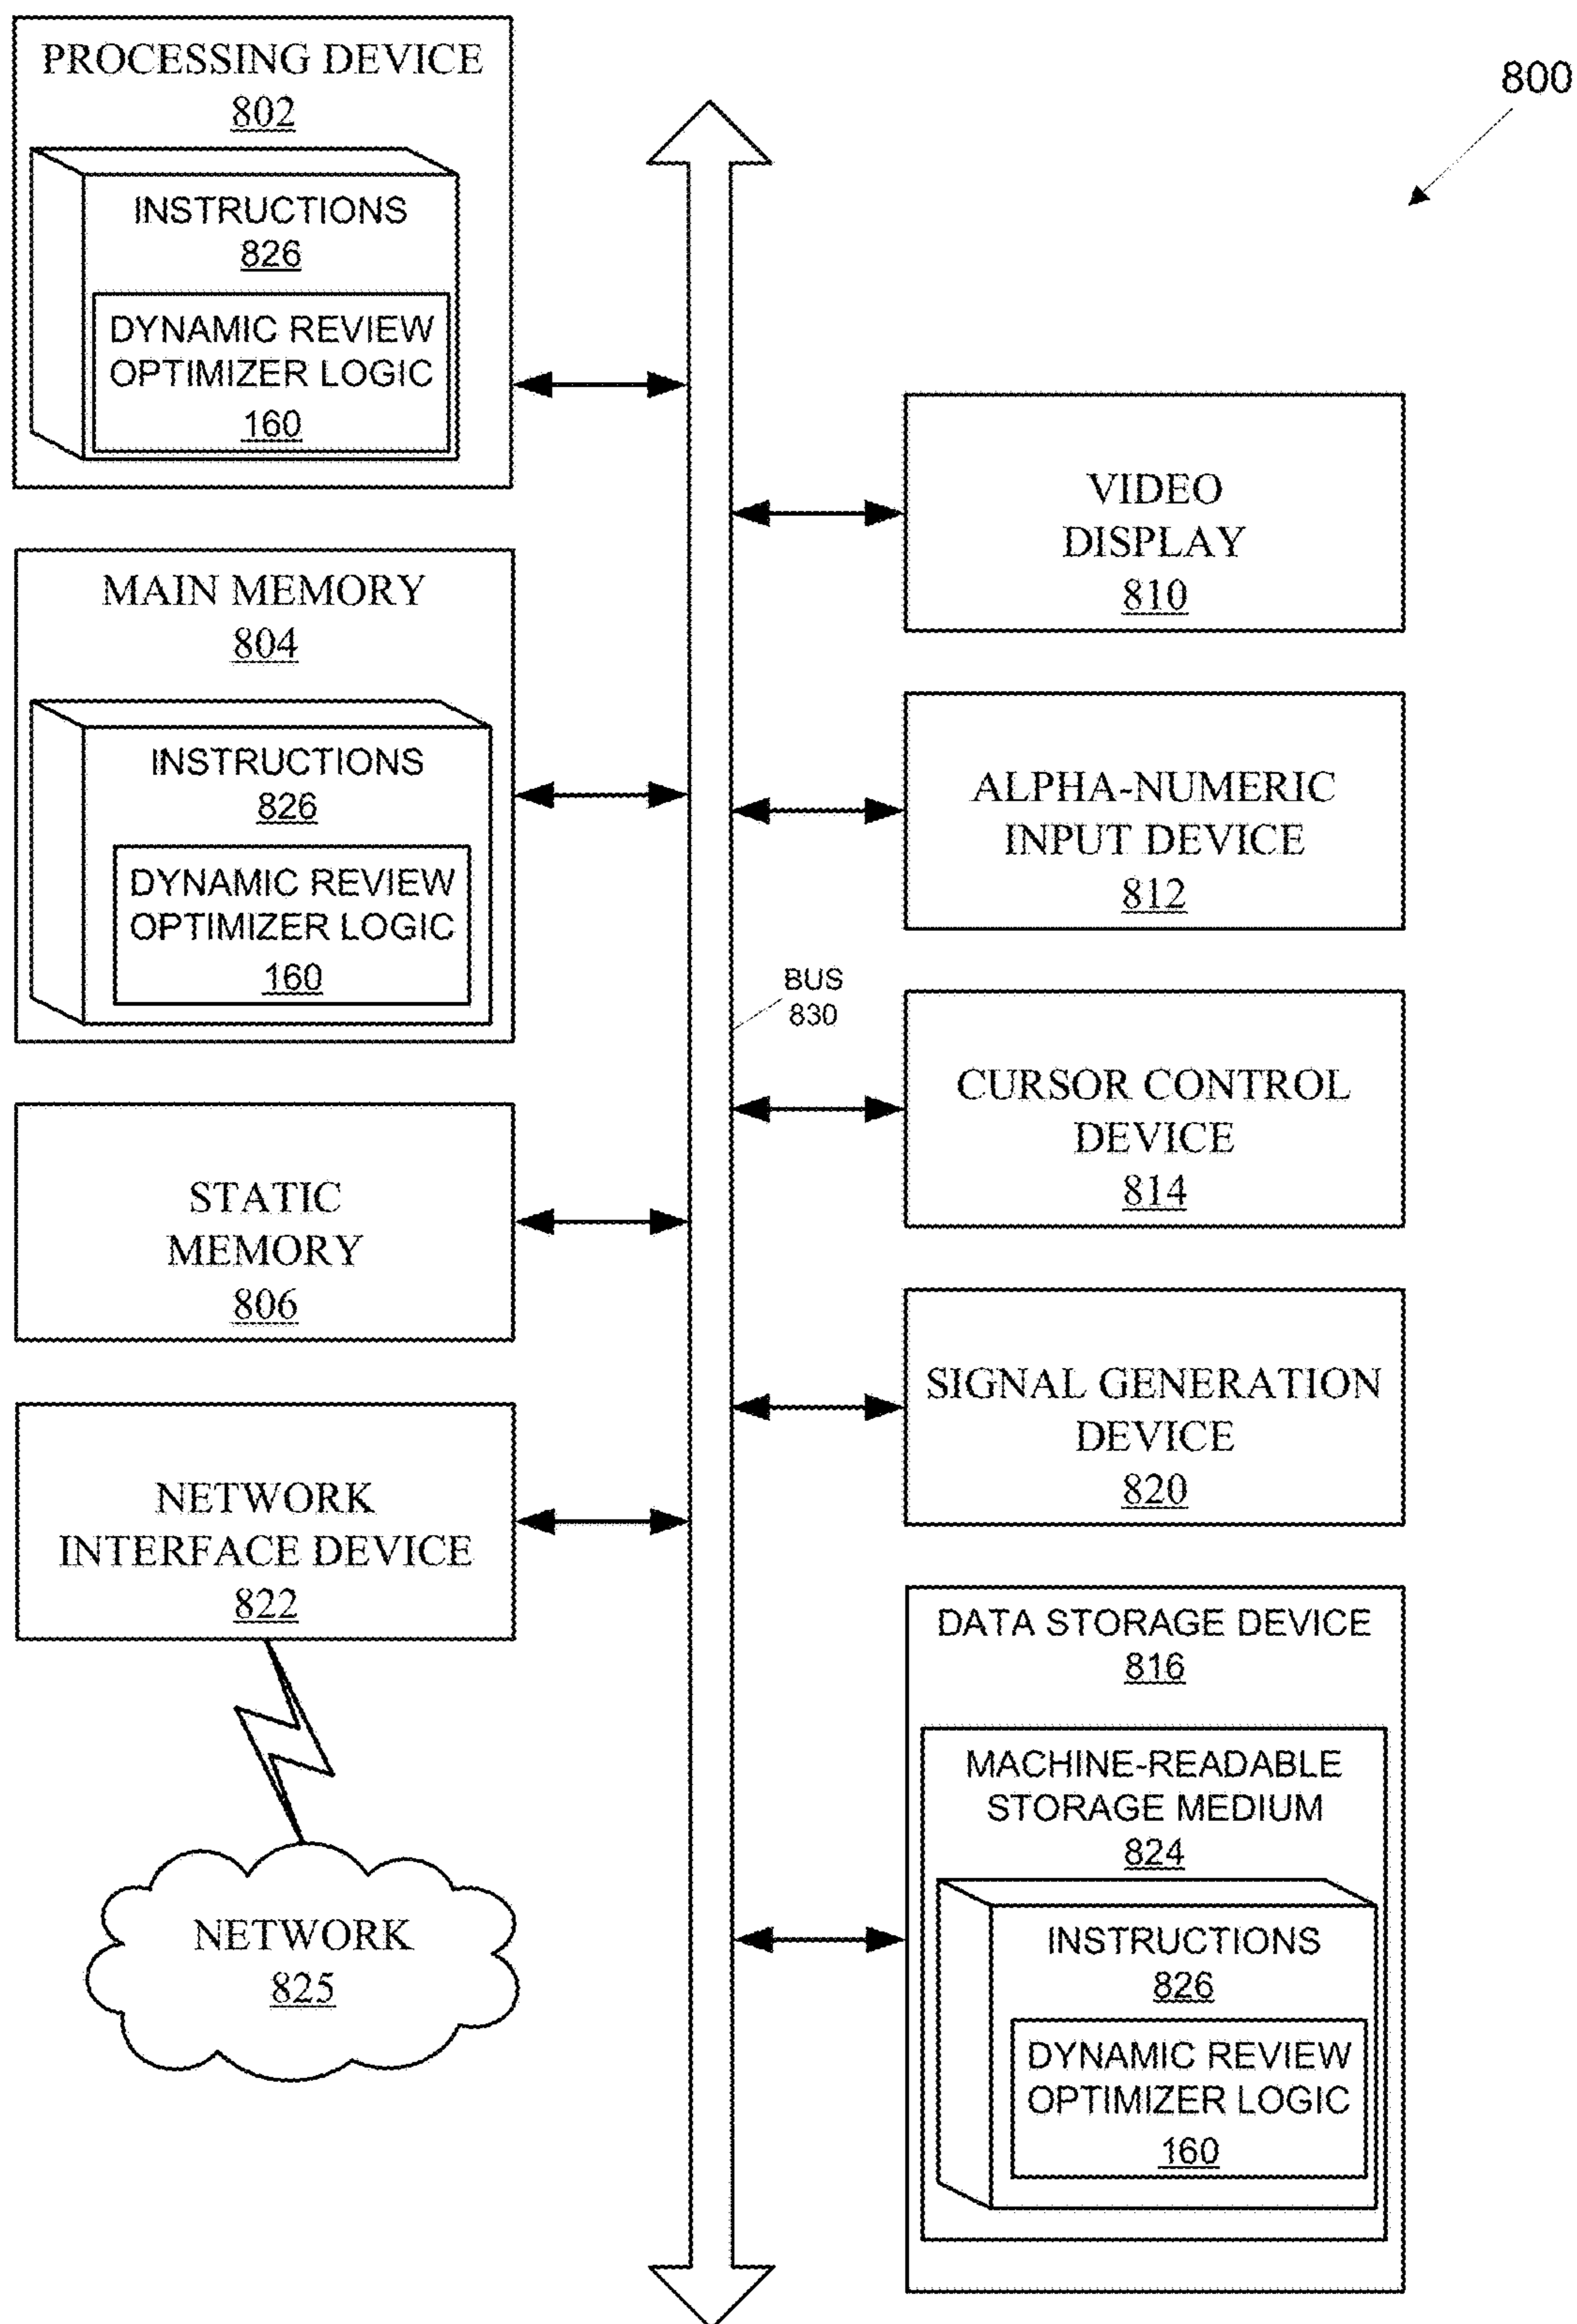 PROCESSING DEVICE
802
INSTRUCTIONS
826
DYNAMIC REVIEW
OPTIMIZER LOGIC
160
MAIN MEMORY
804
INSTRUCTIONS
826
DYNAMIC REVIEW
OPTIMIZER LOGIC
160
STATIC
MEMORY
806
NETWORK
INTERFACE DEVICE
822
NETWORK
825
BUS
830
800
VIDEO
DISPLAY
810
ALPHA-NUMERIC
INPUT DEVICE
812
CURSOR CONTROL
DEVICE
814
SIGNAL GENERATION
DEVICE
820
DATA STORAGE DEVICE
816
MACHINE-READABLE
STORAGE MEDIUM
824
INSTRUCTIONS
826
DYNAMIC REVIEW
OPTIMIZER LOGIC
160